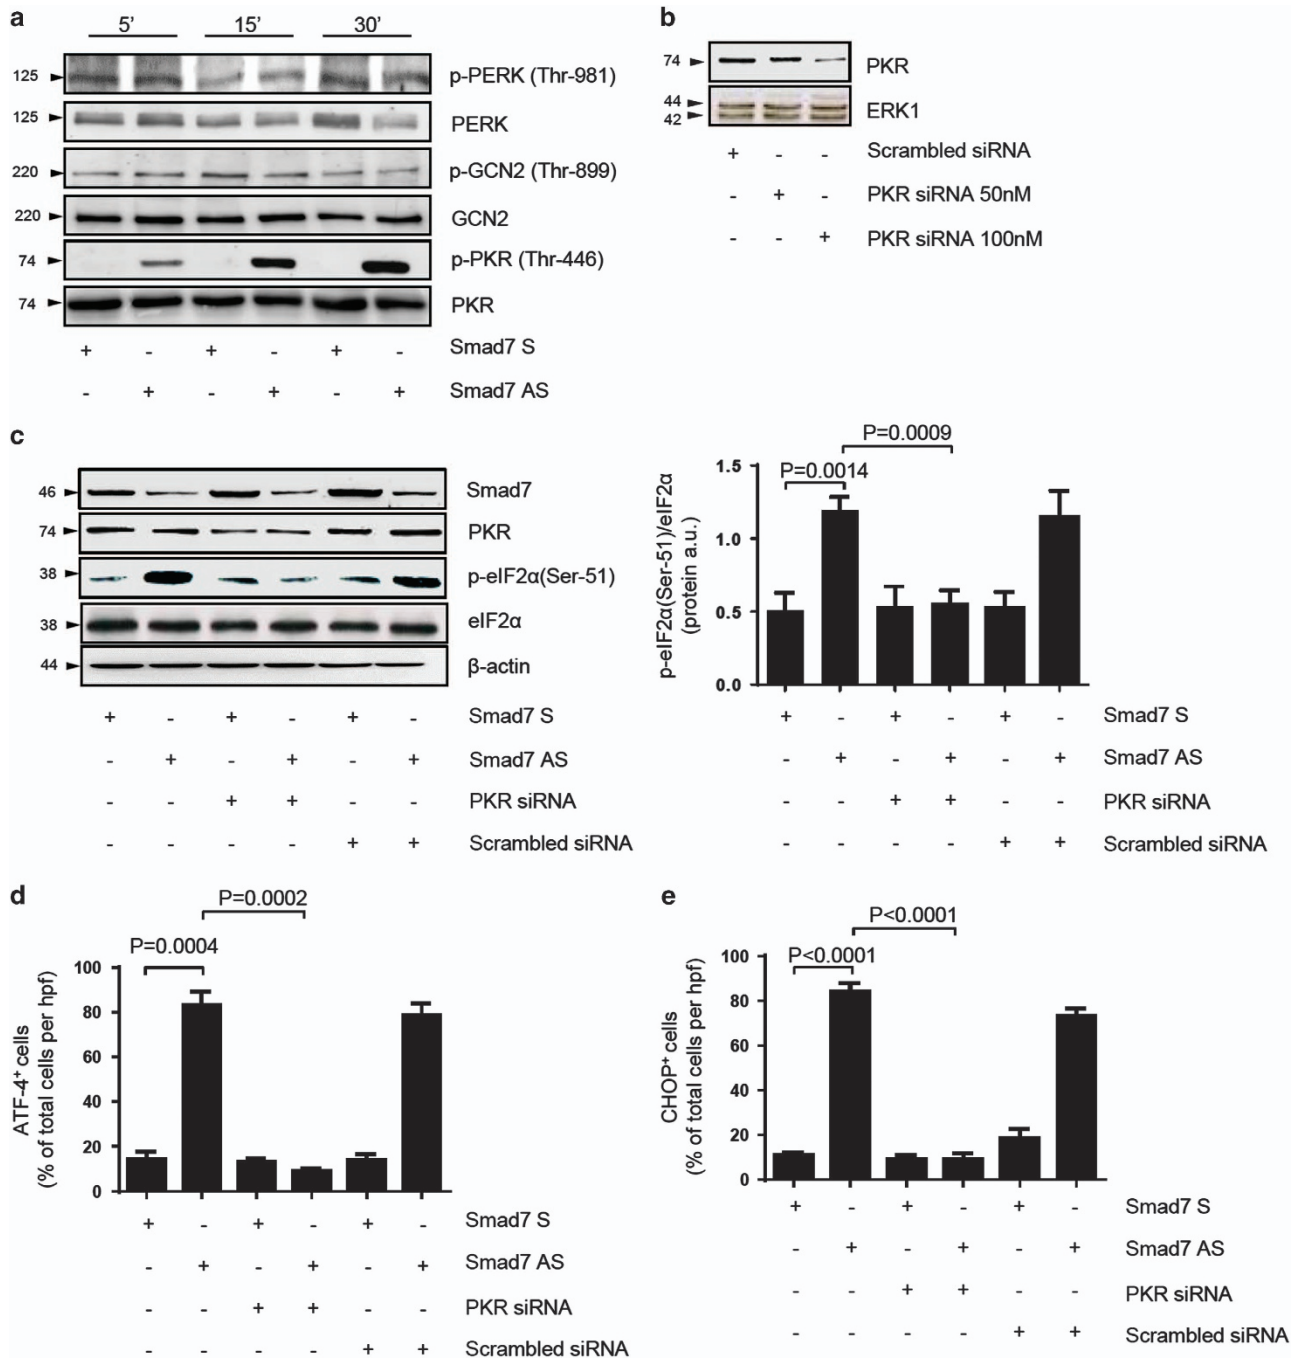 a
5' 15' 30'
125 p-PERK (Thr-981)
125 PERK
220 p-GCN2 (Thr-899)
220 GCN2
74 p-PKR (Thr-446)
74 PKR
+ - + - + - Smad7 S
- + - + - + Smad7 AS
b
74 PKR
44
42 ERK1
+ - - Scrambled siRNA
- + - PKR siRNA 50nM
- - + PKR siRNA 100nM
c
46 Smad7
74 PKR
38 p-eIF2α(Ser-51)
38 eIF2α
44 β-actin
+ - + - + - Smad7 S
- + - + - + Smad7 AS
- - + + - - PKR siRNA
- - - - + + Scrambled siRNA
P=0.0009
P=0.0014
p-eIF2α(Ser-51)/eIF2α
(protein a.u.)
1.5
1.0
0.5
0.0
+ - + - + - Smad7 S
- + - + - + Smad7 AS
- - + + - - PKR siRNA
- - - - + + Scrambled siRNA
d
P=0.0002
P=0.0004
ATF-4⁺ cells
(% of total cells per hpf)
100
80
60
40
20
0
+ - + - + - Smad7 S
- + - + - + Smad7 AS
- - + + - - PKR siRNA
- - - - + + Scrambled siRNA
e
P<0.0001
P<0.0001
CHOP⁺ cells
(% of total cells per hpf)
100
80
60
40
20
0
+ - + - + - Smad7 S
- + - + - + Smad7 AS
- - + + - - PKR siRNA
- - - - + + Scrambled siRNA